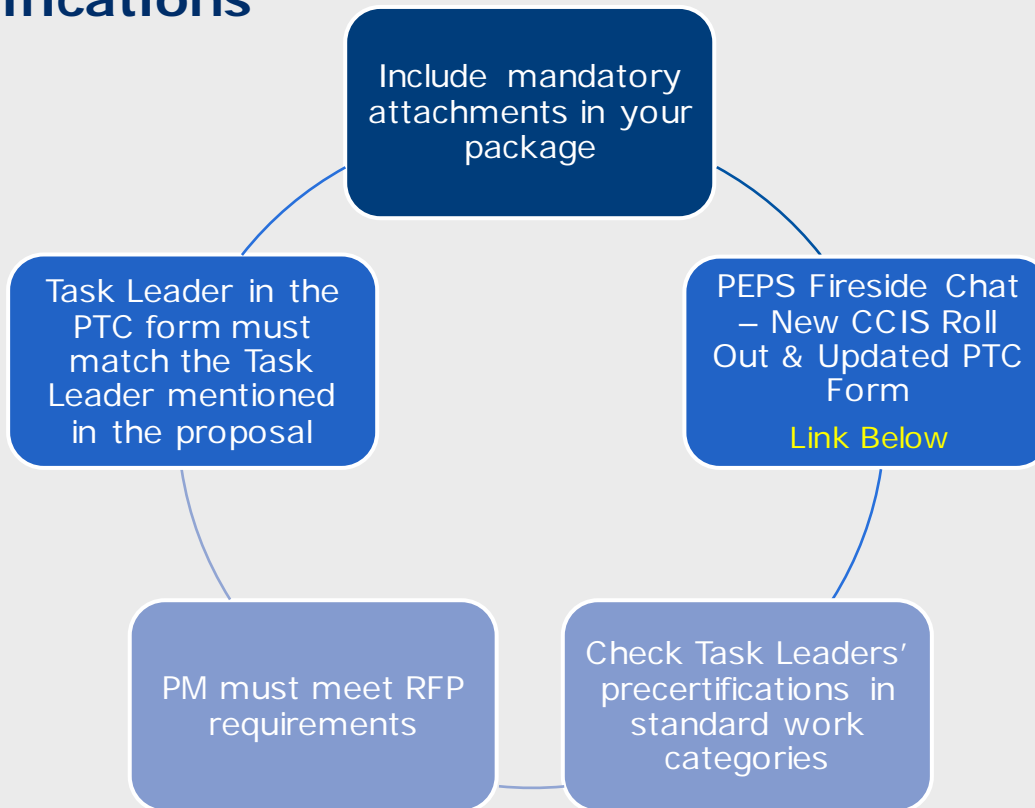 Include mandatory
attachments in your
package
PEPS Fireside Chat
– New CCIS Roll
Out & Updated PTC
Form
Link Below
Check Task Leaders’
precertifications in
standard work
categories
PM must meet RFP
requirements
Task Leader in the
PTC form must
match the Task
Leader mentioned
in the proposal